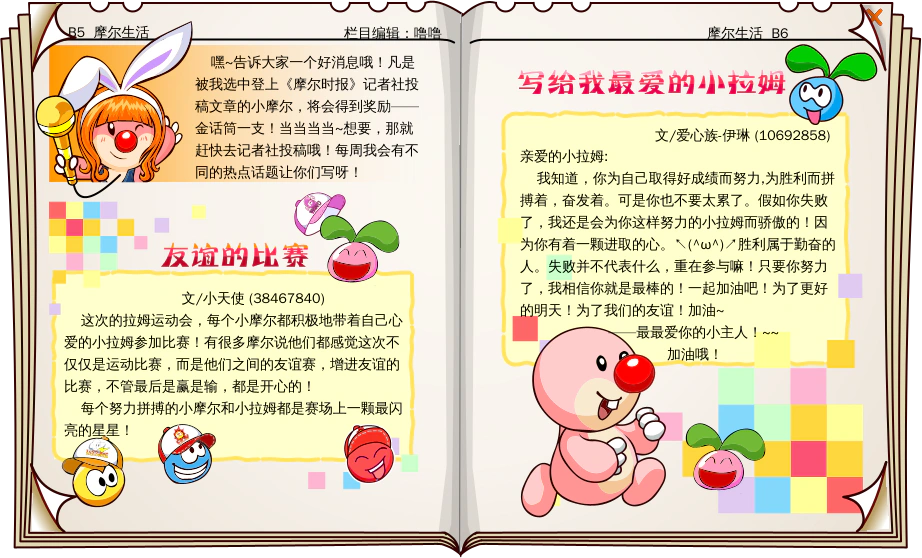 B5 摩尔生活
栏目编辑：噜噜
嘿~告诉大家一个好消息哦！凡是
被我选中登上《摩尔时报》记者社投
稿文章的小摩尔，将会得到奖励——
金话筒一支！当当当当~想要，那就
赶快去记者社投稿哦！每周我会有不
同的热点话题让你们写呀！
友谊的比赛
文/小天使 (38467840)
这次的拉姆运动会，每个小摩尔都积极地带着自己心
爱的小拉姆参加比赛！有很多摩尔说他们都感觉这次不
仅仅是运动比赛，而是他们之间的友谊赛，增进友谊的
比赛，不管最后是赢是输，都是开心的！
每个努力拼搏的小摩尔和小拉姆都是赛场上一颗最闪
亮的星星！
摩尔生活 B6
写给我最爱的小拉姆
文/爱心族-伊琳 (10692858)
亲爱的小拉姆:
我知道，你为自己取得好成绩而努力,为胜利而拼
搏着，奋发着。可是你也不要太累了。假如你失败
了，我还是会为你这样努力的小拉姆而骄傲的！因
为你有着一颗进取的心。↖(^ω^)↗胜利属于勤奋的
人。失败并不代表什么，重在参与嘛！只要你努力
了，我相信你就是最棒的！一起加油吧！为了更好
的明天！为了我们的友谊！加油~
——最最爱你的小主人！~~
加油哦！